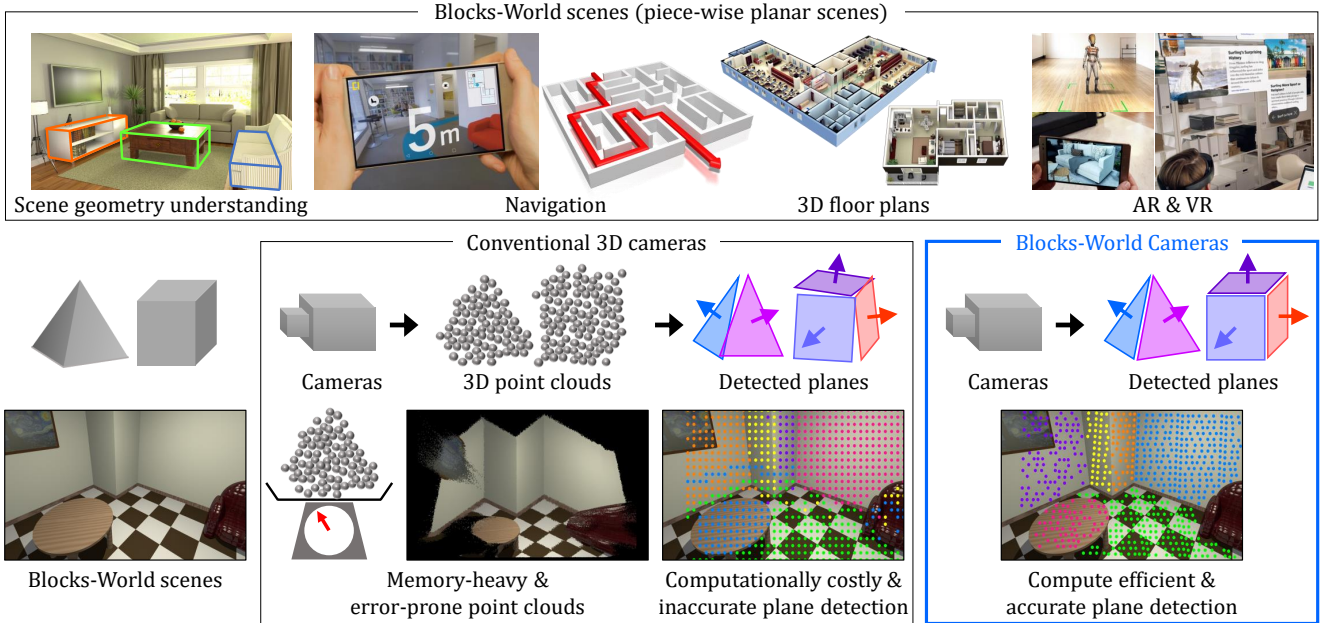 Blocks-World scenes (piece-wise planar scenes)
5m
Scene geometry understanding
Navigation
3D floor plans
AR & VR
Conventional 3D cameras
Blocks-World Cameras
Cameras
3D point clouds
Detected planes
Cameras
Detected planes
Blocks-World scenes
Memory-heavy &
error-prone point clouds
Computationally costly &
inaccurate plane detection
Compute efficient &
accurate plane detection